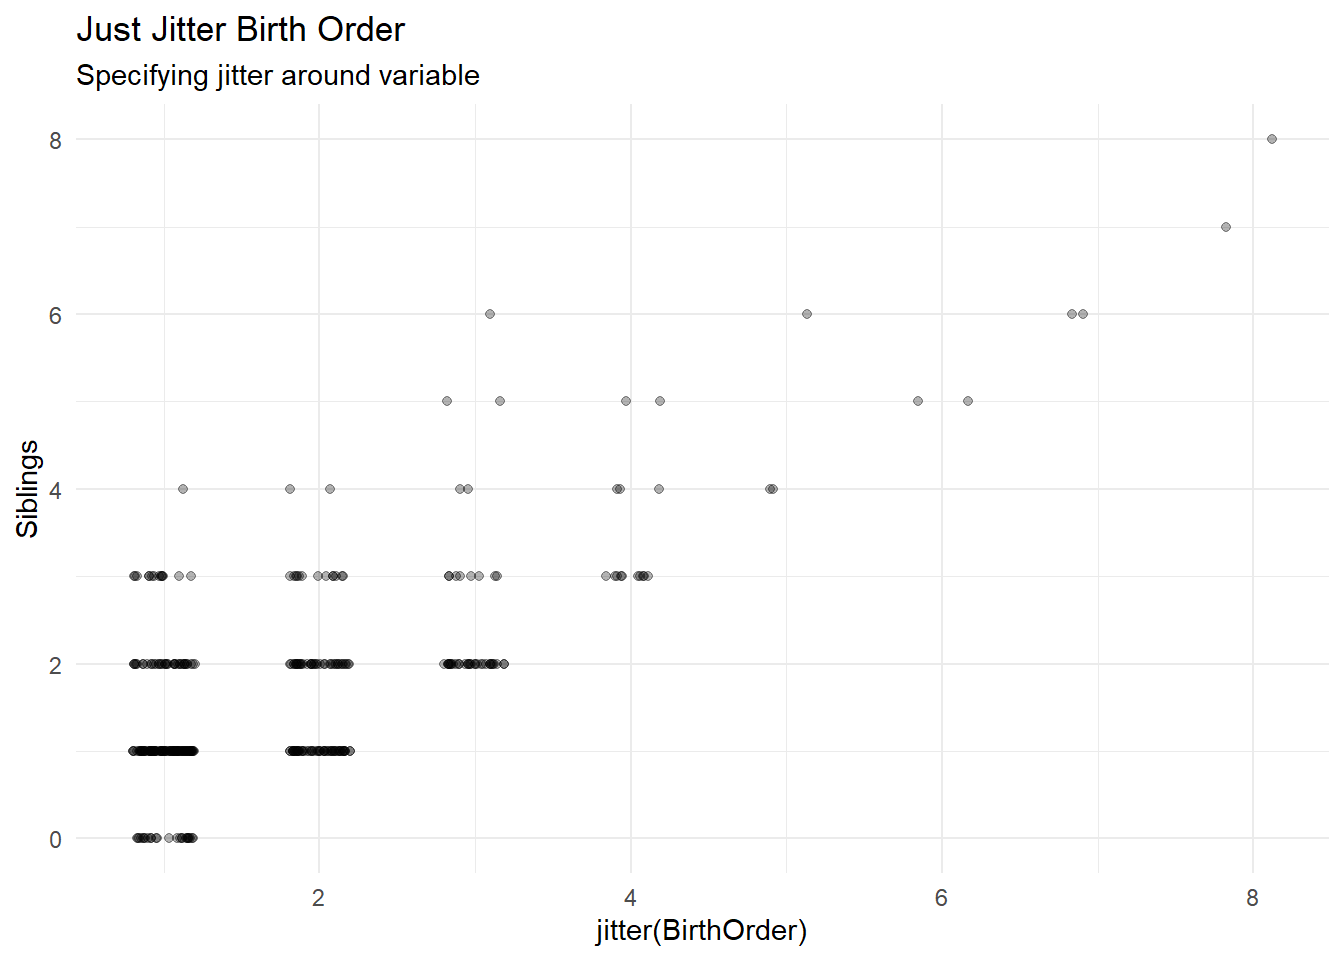 Just Jitter Birth Order
Specifying jitter around variable
8
6
4
2
0
Siblings
2 4 6 8
jitter(BirthOrder)